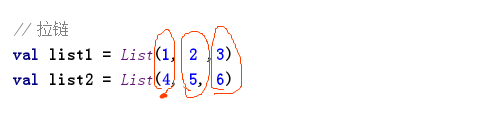 // 拉链
val list1 = List(1, 2 ,3)
val list2 = List(4, 5, 6)